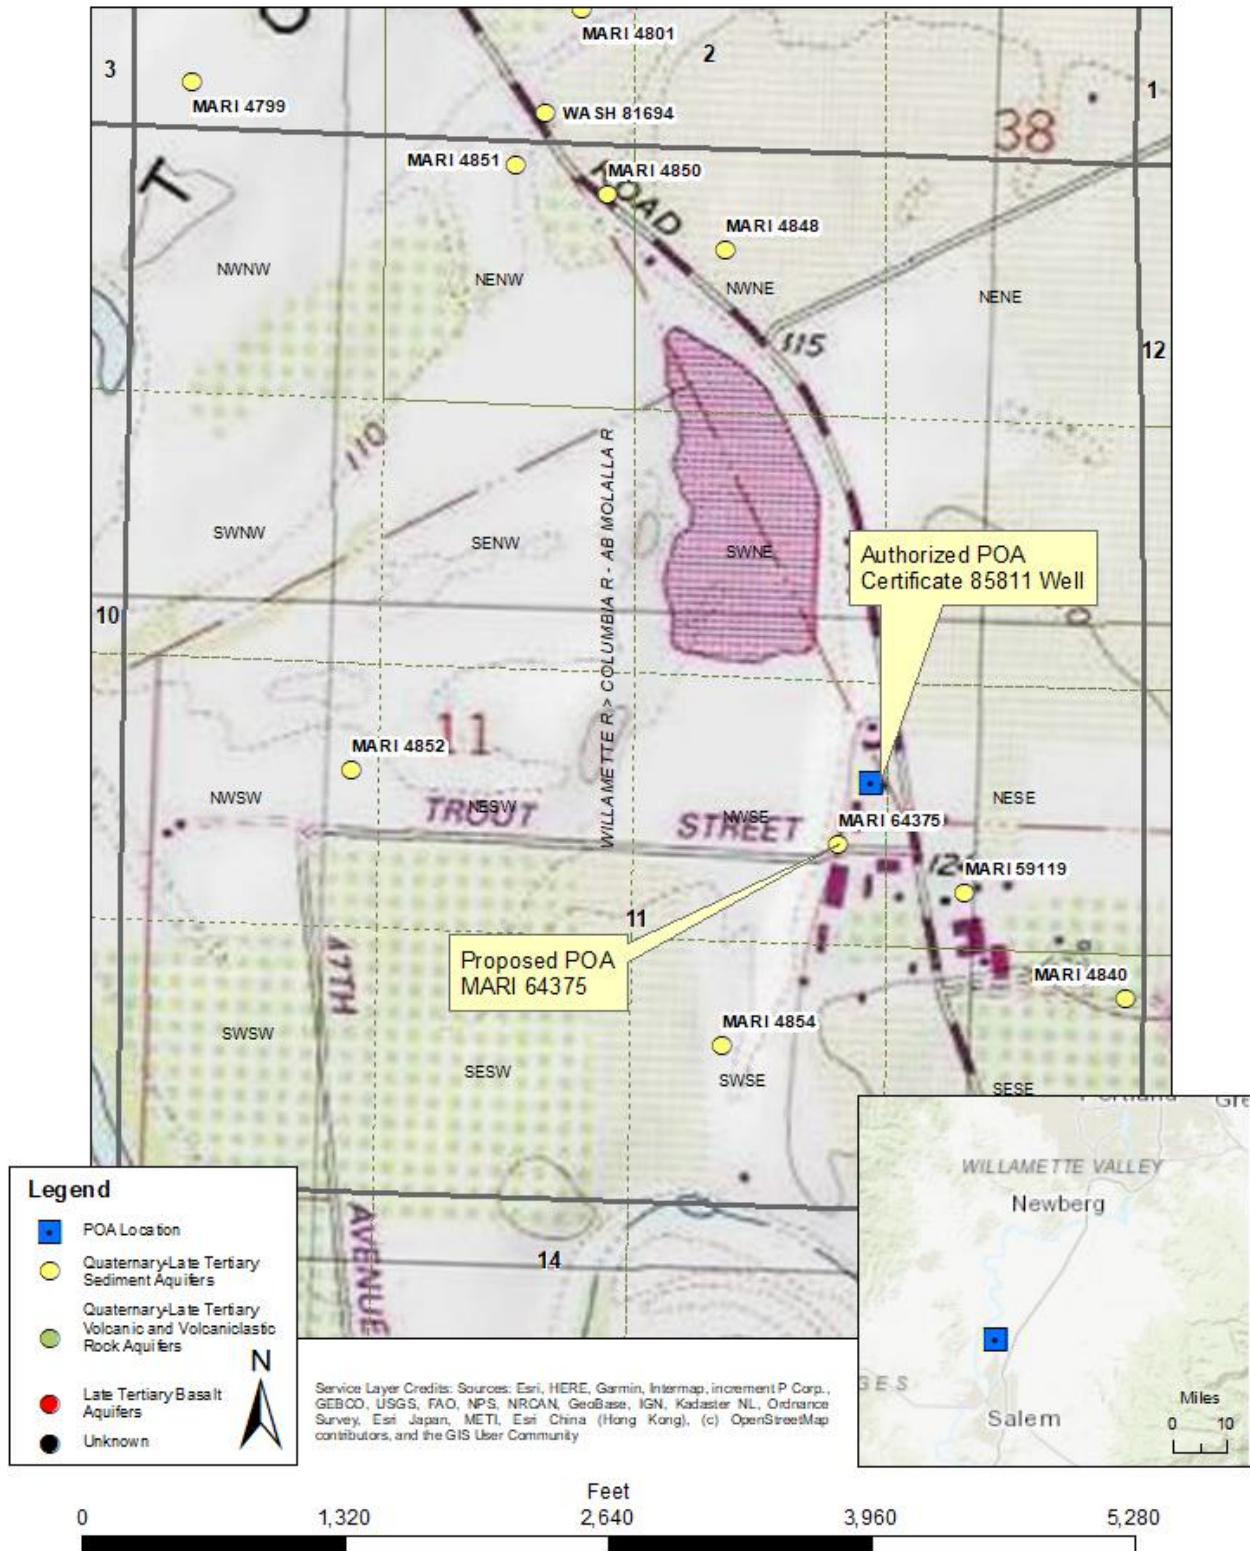 MARI 4801
2
3
1
MARI 4799
WASH 81694
38
MARI 4851
MARI 4850
T
ROAD
MARI 4848
NWNW
NENW
NWNE
NENE
115
12
110
WILLAMETTE R > COLUMBIA R - AB MOLALLA R
SWNW
SENW
SWNE
Authorized POA
Certificate 85811 Well
10
11
MARI 4852
NWSW
NESW
TROUT
STREET
NWSE
NESE
MARI 64375
MARI 59119
11
Proposed POA
MARI 64375
47TH
MARI 4840
MARI 4854
SWSW
SESW
SWSE
SESE
AVENUE
14
Legend
POA Location
Quaternary-Late Tertiary
Sediment Aquifers
Quaternary-Late Tertiary
Volcanic and Volcaniclastic
Rock Aquifers
Late Tertiary Basalt
Aquifers
Unknown
N
Portland
Gre
WILLAMETTE VALLEY
Newberg
GES
Salem
Miles
0 10
Service Layer Credits: Sources: Esri, HERE, Garmin, Intermap, increment P Corp.,
GEBCO, USGS, FAO, NPS, NRCAN, GeoBase, IGN, Kadaster NL, Ordnance
Survey, Esri Japan, METI, Esri China (Hong Kong), (c) OpenStreetMap
contributors, and the GIS User Community
Feet
0 1,320 2,640 3,960 5,280